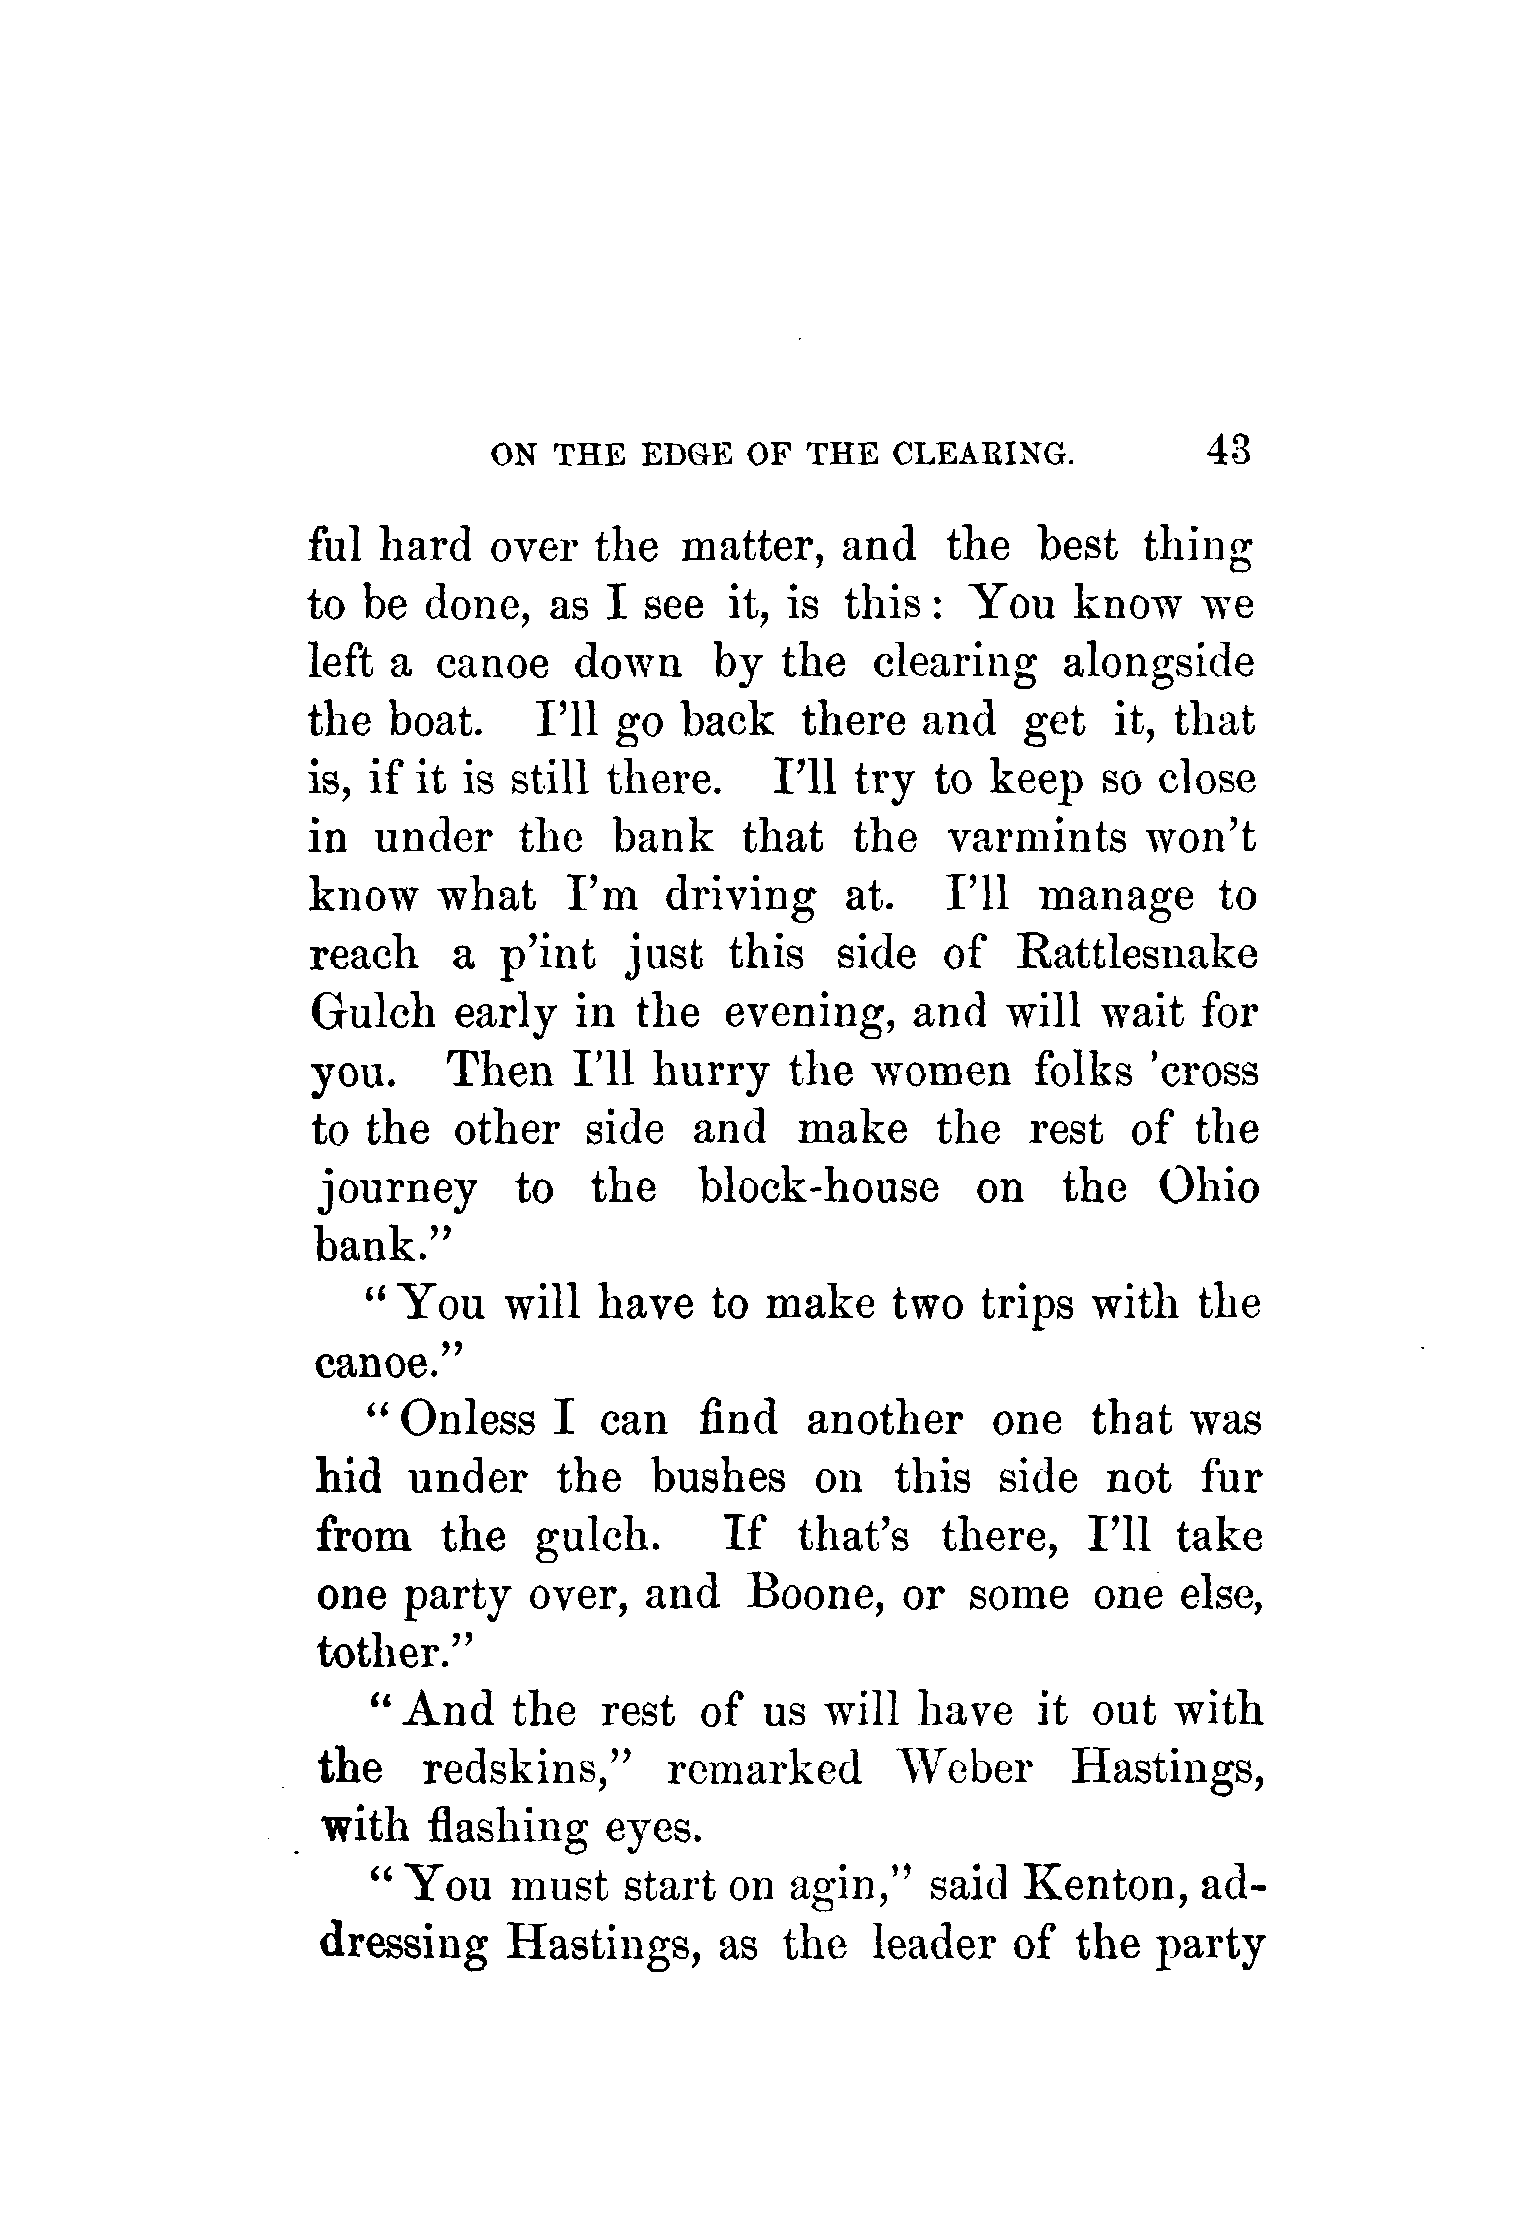 ON THE EDGE OF THE CLEARING. 43
ful hard over the matter, and the best thing
to be done, as I see it, is this: You know we
left a canoe down by the clearing alongside
the boat. I'll go back there and get it, that
is, if it is still there. I'll try to keep so close
in under the bank that the varmints won't
know what I'm driving at. I'll manage to
reach a p'int just this side of Rattlesnake
Gulch early in the evening, and will wait for
you. Then I'll hurry the women folks 'cross
to the other side and make the rest of the
journey to the block-house on the Ohio
bank."
"You will have to make two trips with the
canoe."
"Onless I can find another one that was
hid under the bushes on this side not fur
from the gulch. If that's there, I'll take
one party over, and Boone, or some one else,
tother."
"And the rest of us will have it out with
the redskins," remarked Weber Hastings,
with flashing eyes.
"You must start on agin," said Kenton, ad-
dressing Hastings, as the leader of the party